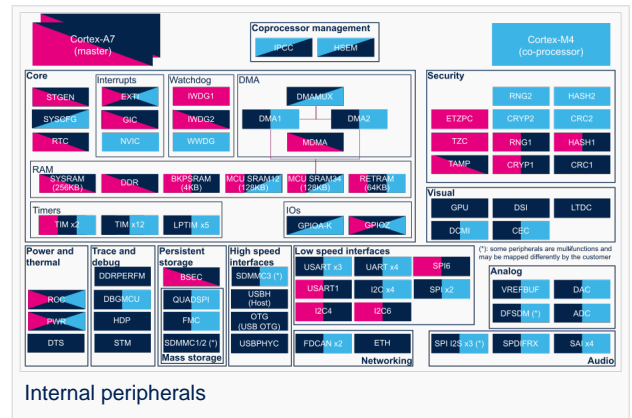 Cortex-A7
(master)
Coprocessor management
IPCC
HSEM
Cortex-M4
(co-processor)
Core
STGEN
SYSCFG
RTC
Interrupts
EXTI
GIC
NVIC
Watchdog
IWDG1
IWDG2
WWDG
DMA
DMAMUX
DMA1
DMA2
MDMA
Security
RNG2
HASH2
ETZPC
CRYP2
CRC2
TZC
RNG1
HASH1
TAMP
CRYP1
CRC1
RAM
SYSRAM
(256KB)
DDR
BKPSRAM
(4KB)
MCU SRAM12
(128KB)
MCU SRAM34
(128KB)
RETRAM
(64KB)
Timers
TIM x2
TIM x12
LPTIM x5
IOs
GPIOA-K
GPIOZ
Visual
GPU
DSI
LTDC
DCMI
CEC
(*): some peripherals are multifunctions and
may be mapped differently by the customer
Power and
thermal
RCC
PWR
DTS
Trace and
debug
DDRPERFM
DBGMCU
HDP
STM
Persistent
storage
BSEC
QUADSPI
FMC
SDMMC1/2 (*)
Mass storage
High speed
interfaces
SDMMC3 (*)
USBH
(Host)
OTG
(USB OTG)
USBPHYC
Low speed interfaces
USART x3
UART x4
SPI6
USART1
I2C x4
SPI x2
I2C4
I2C6
FDCAN x2
ETH
Networking
Analog
VREFBUF
DAC
DFSDM (*)
ADC
SPI I2S x3 (*)
SPDIFRX
SAI x4
Audio
Internal peripherals